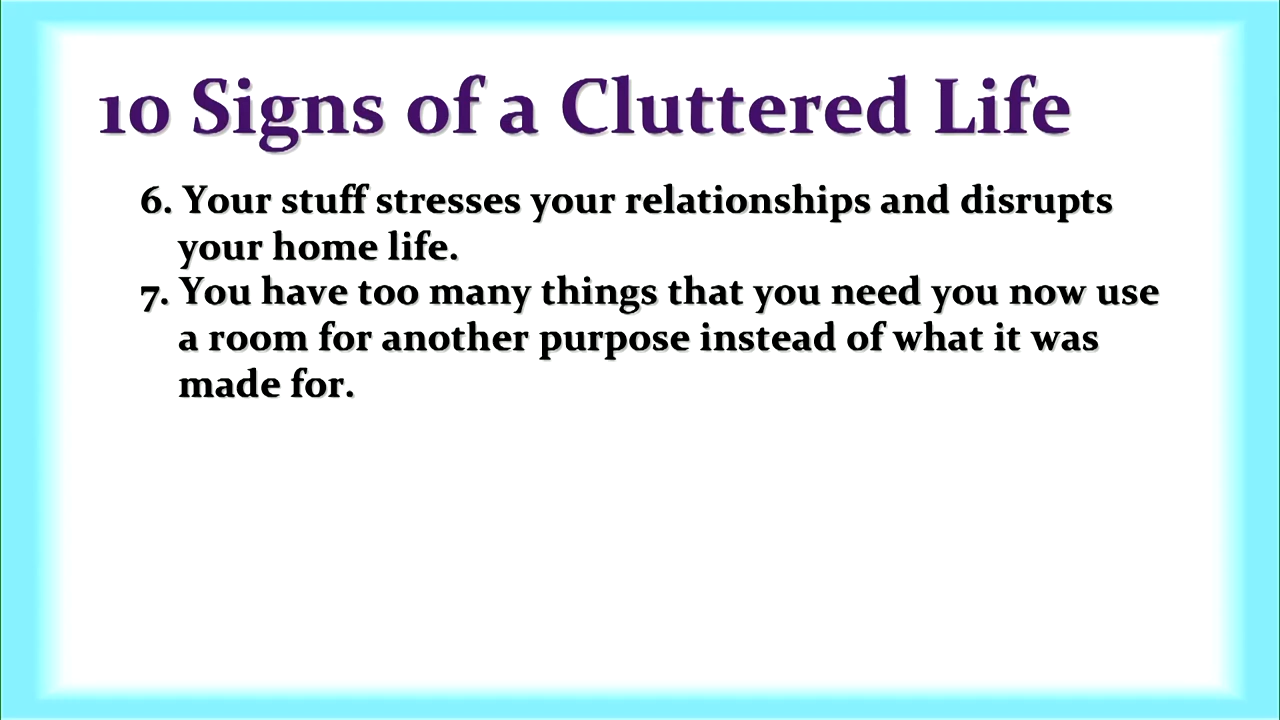 10 Signs of a Cluttered Life
6. Your stuff stresses your relationships and disrupts
your home life.
7. You have too many things that you need you now use
a room for another purpose instead of what it was
made for.